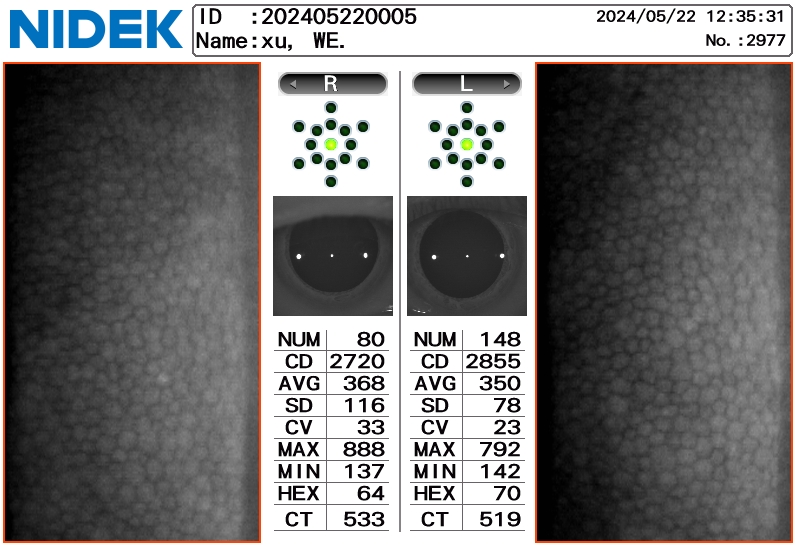 NIDEK
ID :202405220005 2024/05/22 12:35:31
Name:xu, WE. No.:2977
R L
NUM 80 NUM 148
CD 2720 CD 2855
AVG 368 AVG 350
SD 116 SD 78
CV 33 CV 23
MAX 888 MAX 792
MIN 137 MIN 142
HEX 64 HEX 70
CT 533 CT 519